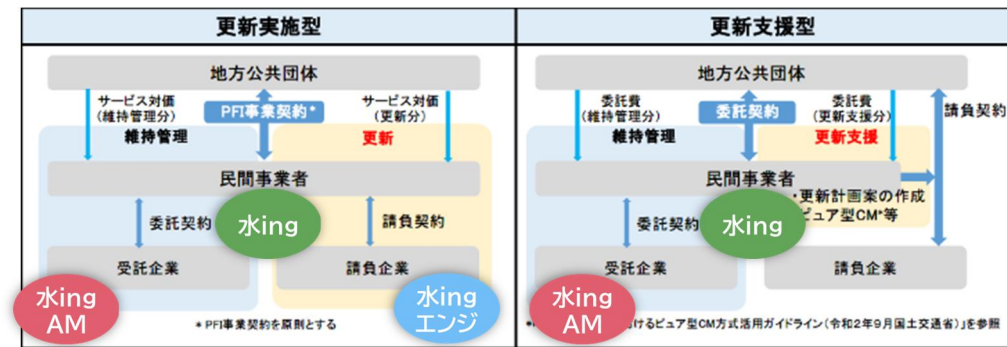 更新実施型
地方公共団体
サービス対価
(維持管理分)
PFI事業契約*
サービス対価
(更新分)
維持管理
更新
民間事業者
委託契約
水ing
請負契約
受託企業
請負企業
水ing
AM
水ing
エンジ
* PFI事業契約を原則とする
更新支援型
地方公共団体
委託費
(維持管理分)
委託契約
委託費
(更新支援分)
請負契約
維持管理
更新支援
民間事業者
・更新計画案の作成
ピュア型CM*等
委託契約
水ing
受託企業
請負企業
水ing
AM
けるピュア型CM方式活用ガイドライン(令和2年9月国土交通省)」を参照